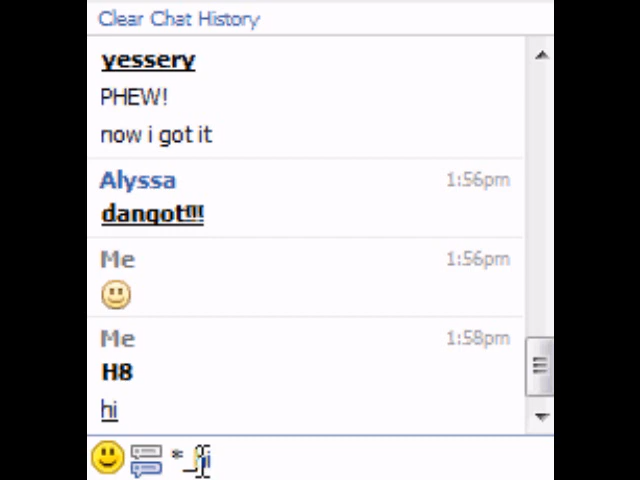 Clear Chat History
yessery
PHEW!
now i got it
Alyssa 1:56pm
dangot!!!
Me 1:56pm
Me 1:58pm
H8
hi
*_